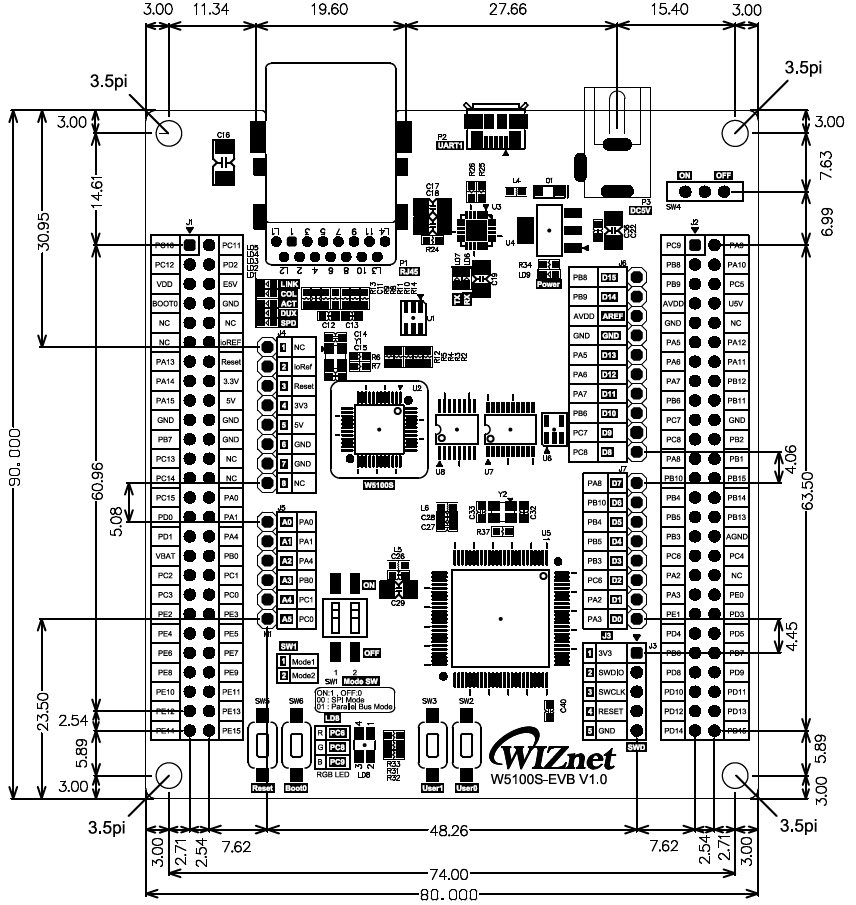 3.00 11.34 19.60 27.66 15.40 3.00
3.5pi
3.5pi
3.00
14.61
30.95
90.000
60.96
5.08
23.50
2.54
5.89
3.00
3.00
7.63
6.99
4.06
63.50
4.45
5.89
3.00
C16
P2
UART1
R26
R25
L4
D1
ON OFF
SW4
P3
DC5V
C17
C18
U3
U4
R24
C36
C32
L1 1 3 5 7 9 11 L4
L2 2 4 6 8 10 L3
P1
RJ45
LD7
LD6
C19
TX
RX
R34
LD9
Power
LINK
COL
ACT
DUX
SPD
C12 C13
U1
C14
Y1
C15
R6
R7
R12
R5
R4
R3
R2
J1
PC10 PC11
PC12 PD2
VDD E5V
BOOT0 GND
NC NC
NC IoREF
PA13 Reset
PA14 3.3V
PA15 5V
GND GND
PB7 GND
PC13 NC
PC14 NC
PC15 PA0
PD0 PA1
PD1 PA4
VBAT PB0
PC2 PC1
PC3 PC0
PE2 PE3
PE4 PE5
PE6 PE7
PE8 PE9
PE10 PE11
PE12 PE13
PE14 PE15
J4
1 NC
2 IoRef
3 Reset
4 3V3
5 5V
6 GND
7 GND
8 NC
J5
A0 PA0
A1 PA1
A2 PA4
A3 PB0
A4 PC1
A5 PC0
U2
W5100S
U8
U7
U6
J6
PB8 D15
PB9 D14
AVDD AREF
GND GND
PA5 D13
PA6 D12
PA7 D11
PB6 D10
PC7 D9
PC8 D8
J7
PA8 D7
PB10 D6
PB4 D5
PB5 D4
PB3 D3
PC6 D2
PA2 D1
PA3 D0
J3
J3
1 3V3
2 SWDIO
3 SWCLK
4 RESET
5 GND
SWD
J2
PC9 PA9
PB8 PA10
PB9 PC5
AVDD U5V
GND NC
PA5 PA12
PA6 PA11
PA7 PB12
PB6 PB11
PC7 GND
PC8 PB2
PA8 PB1
PB10 PB15
PB4 PB14
PB5 PB13
PB3 AGND
PC6 PC4
PA2 NC
PA3 PE0
PE1 PD3
PD4 PD5
PB6 PB7
PD8 PD9
PD10 PD11
PD12 PD13
PD14 PD15
L6
C28
C27
C33
Y2
C32
R37
U5
L5
C26
C29
ON
OFF
SW1
1 Mode1
2 Mode2
SW1
1 2
Mode SW
ON:1 , OFF:0
00 : SPI Mode
01 : Parallel Bus Mode
SW5
SW6
LD8
R PC6
G PC8
B PC9
RGB LED
3 2
4 1
LD8
R33
R31
R32
SW3
SW2
C40
Reset
Boot0
User1
User0
WIZnet
W5100S-EVB V1.0
3.5pi
3.5pi
3.00 2.71 2.54 7.62 48.26 7.62 2.54 2.71 3.00
74.00
80.000